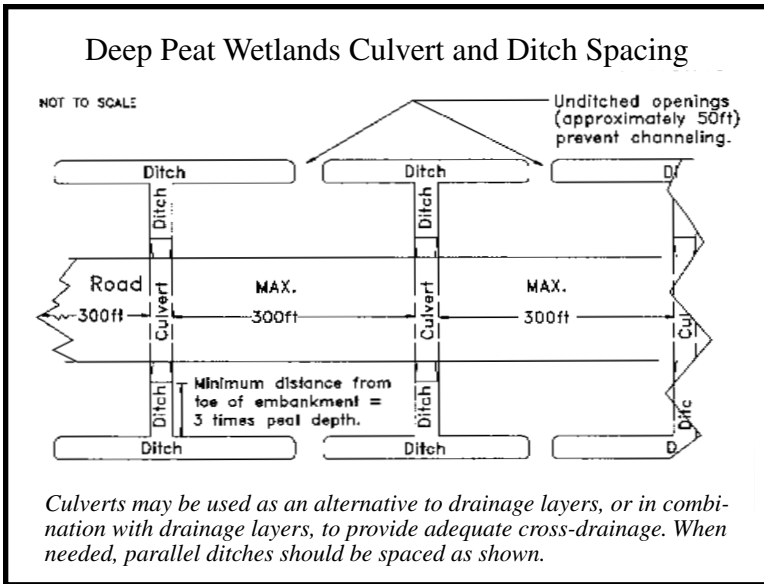 Deep Peat Wetlands Culvert and Ditch Spacing
NOT TO SCALE
Unditched openings
(approximately 50ft)
prevent channeling.
Ditch
Ditch
Di
Ditch
Ditch
Road
MAX.
MAX.
300ft
Culvert
300ft
Culvert
300ft
Cul
Minimum distance from
toe of embankment =
3 times peat depth.
Ditch
Ditch
Ditc
Ditch
Ditch
D
Culverts may be used as an alternative to drainage layers, or in combi-
nation with drainage layers, to provide adequate cross-drainage. When
needed, parallel ditches should be spaced as shown.